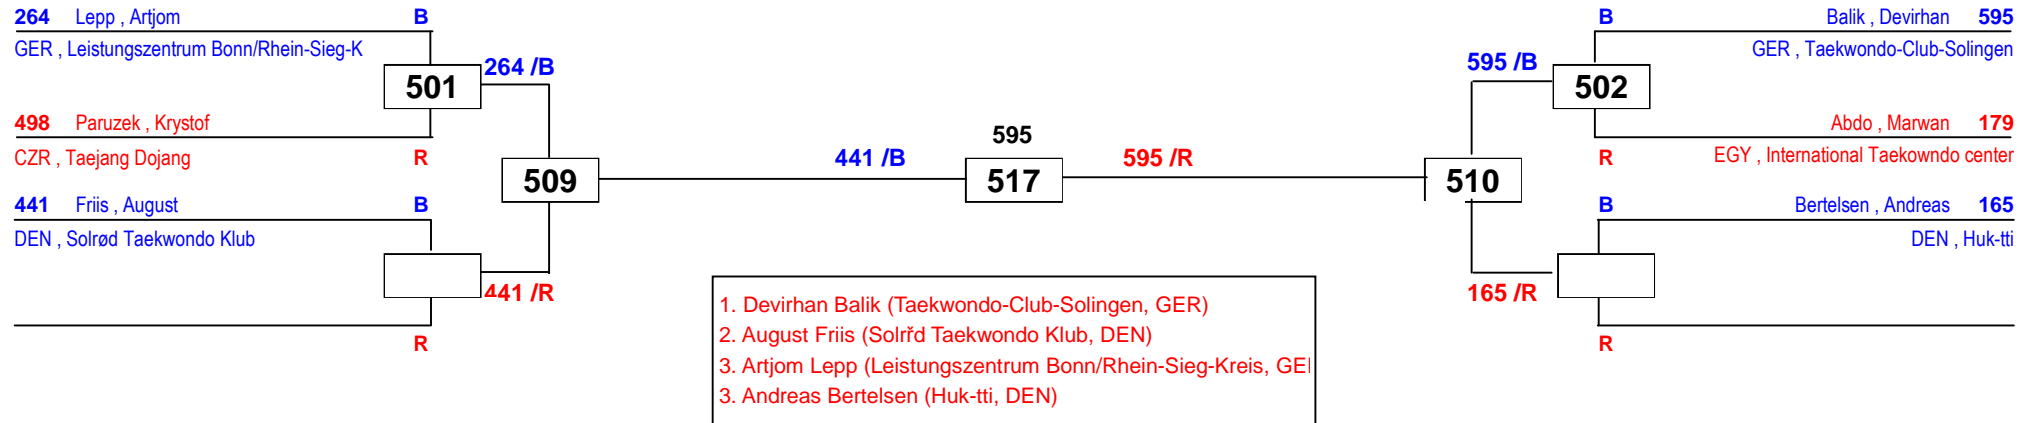 264 Lepp , Artjom B
GER , Leistungszentrum Bonn/Rhein-Sieg-K
501
264 /B
498 Paruzek , Krystof
CZR , Taejang Dojang R
441 Friis , August B
DEN , Solrød Taekwondo Klub
441 /R
R
509
441 /B
595
517
595 /R
510
B Balik , Devirhan 595
GER , Taekwondo-Club-Solingen
595 /B
502
Abdo , Marwan 179
R EGY , International Taekowndo center
B Bertelsen , Andreas 165
DEN , Huk-tti
165 /R
R
1. Devirhan Balik (Taekwondo-Club-Solingen, GER)
2. August Friis (Solrřd Taekwondo Klub, DEN)
3. Artjom Lepp (Leistungszentrum Bonn/Rhein-Sieg-Kreis, GE
3. Andreas Bertelsen (Huk-tti, DEN)